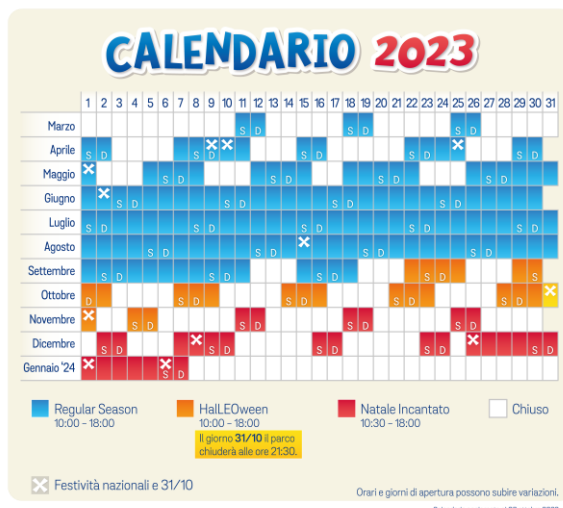 CALENDARIO 2023
1 2 3 4 5 6 7 8 9 10 11 12 13 14 15 16 17 18 19 20 21 22 23 24 25 26 27 28 29 30 31
Marzo S D S D S D
Aprile S D S D S D S D S D
Maggio S D S D S D S D
Giugno S D S D S D S D
Luglio S D S D S D S D S D
Agosto S D S D S D S D
Settembre S D S D S D S D S
Ottobre D S D S D S D S D
Novembre S D S D S D S D
Dicembre S D S D S D S D S D
Gennaio '24 S D
Regular Season
10:00 - 18:00
HalLEOween
10:00 - 18:00
Il giorno 31/10 il parco
chiuderà alle ore 21:30.
Natale Incantato
10:30 - 18:00
Chiuso
Festività nazionali e 31/10
Orari e giorni di apertura possono subire variazioni.